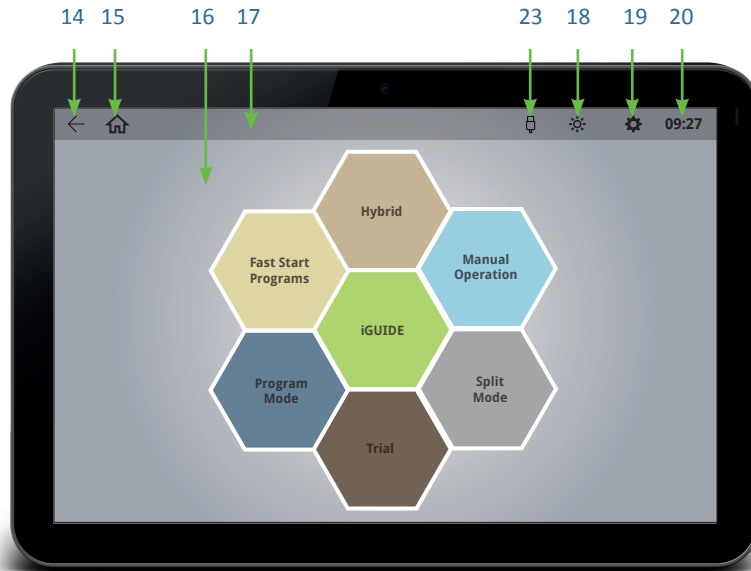 14 15 16 17 23 18 19 20
09:27
Hybrid
Fast Start
Programs
Manual
Operation
iGUIDE
Program
Mode
Split
Mode
Trial